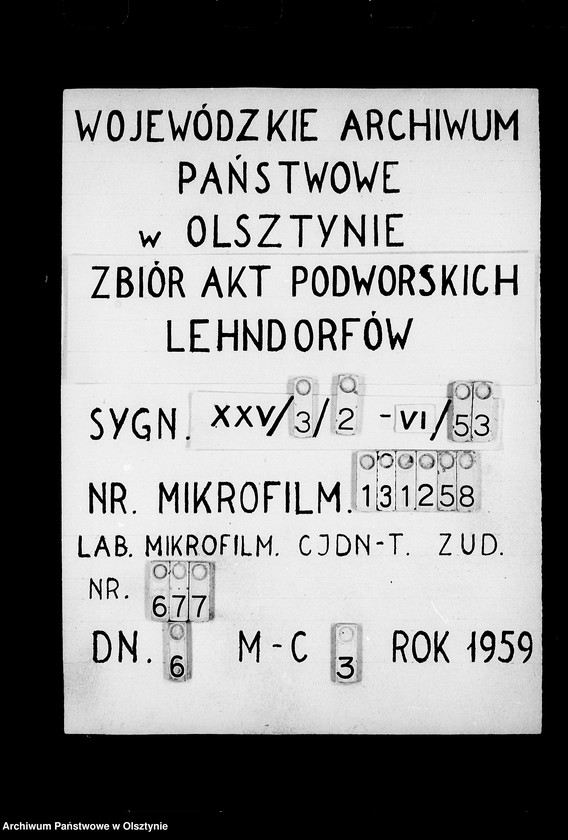 WOJEWÓDZKIE ARCHIWUM
PAŃSTWOWE
w OLSZTYNIE
ZBIÓR AKT PODWORSKICH
LEHNDORFÓW
SYGN. XXV/3/2 -VI/53
NR. MIKROFILM. 131258
LAB. MIKROFILM. CJDN-T. ZUD.
NR. 677
DN. 6 M-C 3 ROK 1959
Archiwum Państwowe w Olsztynie